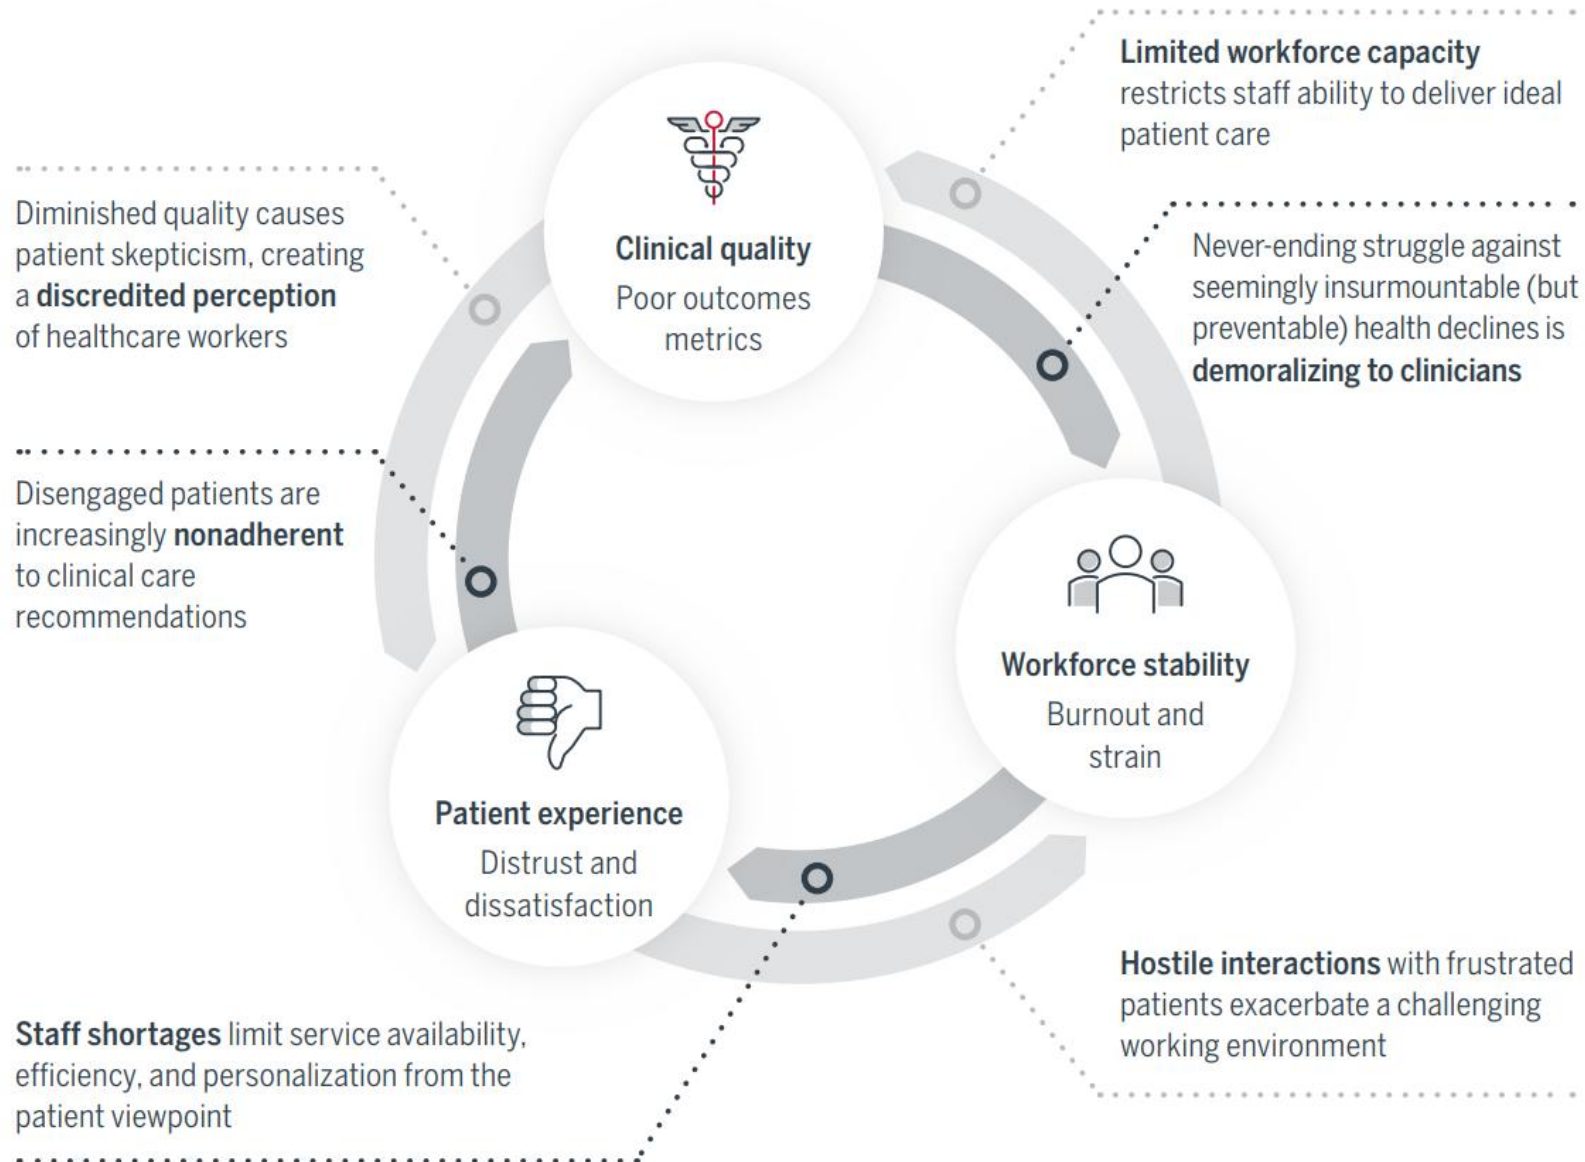 Limited workforce capacity
restricts staff ability to deliver ideal
patient care
Diminished quality causes
patient skepticism, creating
a discredited perception
of healthcare workers
Clinical quality
Poor outcomes
metrics
Never-ending struggle against
seemingly insurmountable (but
preventable) health declines is
demoralizing to clinicians
Disengaged patients are
increasingly nonadherent
to clinical care
recommendations
Workforce stability
Burnout and
strain
Patient experience
Distrust and
dissatisfaction
Staff shortages limit service availability,
efficiency, and personalization from the
patient viewpoint
Hostile interactions with frustrated
patients exacerbate a challenging
working environment